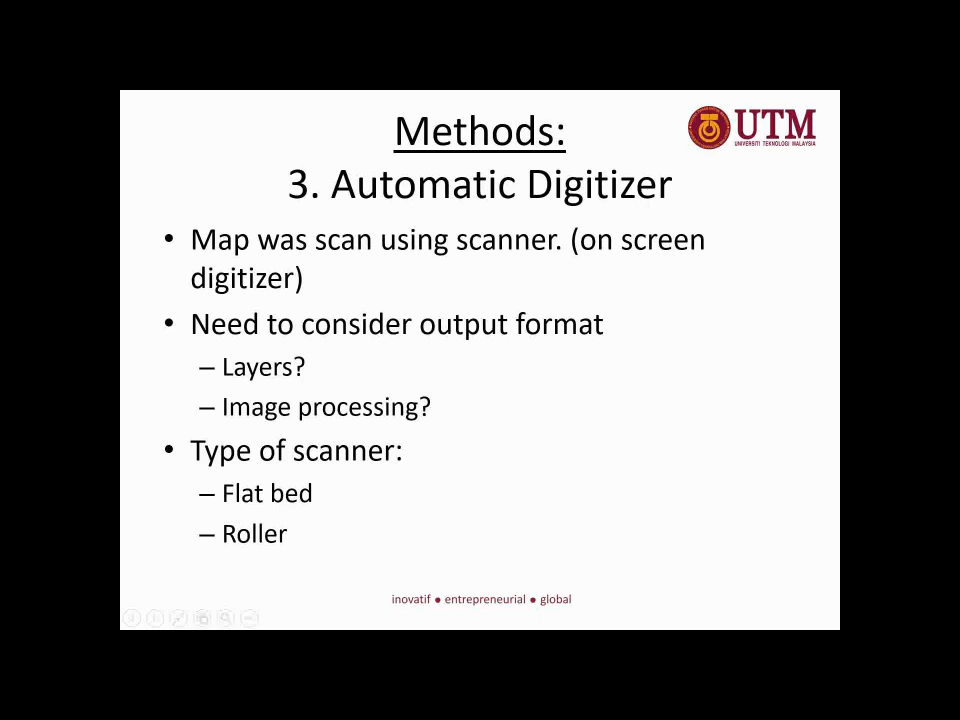 Methods:
3. Automatic Digitizer
UTM
UNIVERSITI TEKNOLOGI MALAYSIA
• Map was scan using scanner. (on screen
digitizer)
• Need to consider output format
– Layers?
– Image processing?
• Type of scanner:
– Flat bed
– Roller
inovatif ● entrepreneurial ● global